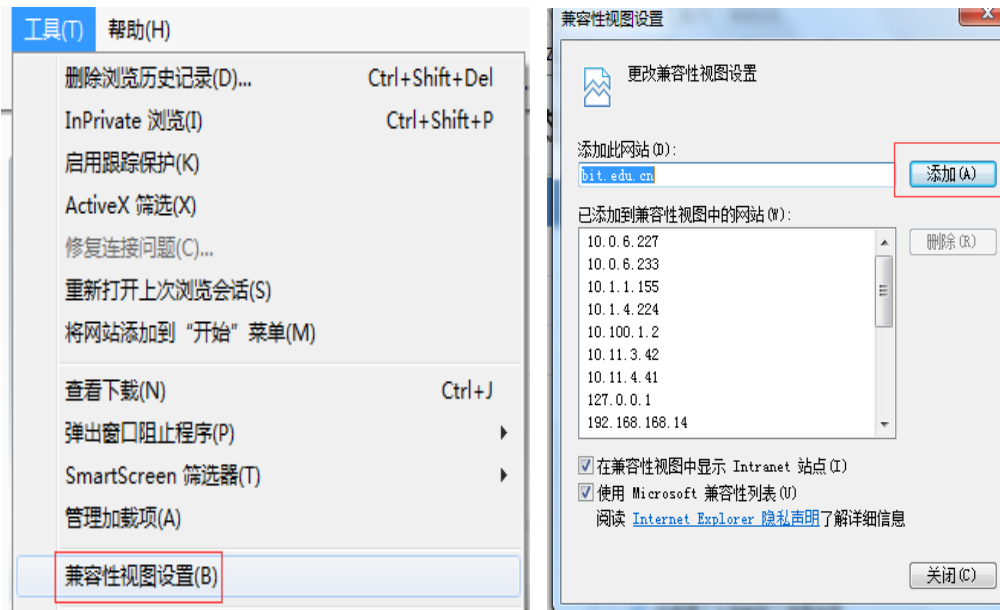 工具(T) 帮助(H)
删除浏览历史记录(D)... Ctrl+Shift+Del
InPrivate 浏览(I) Ctrl+Shift+P
启用跟踪保护(K)
ActiveX 筛选(X)
修复连接问题(C)...
重新打开上次浏览会话(S)
将网站添加到“开始”菜单(M)
查看下载(N) Ctrl+J
弹出窗口阻止程序(P)
SmartScreen 筛选器(T)
管理加载项(A)
兼容性视图设置(B)
兼容性视图设置
更改兼容性视图设置
添加此网站(D):
bit.edu.cn 添加(A)
已添加到兼容性视图中的网站(W):
10.0.6.227 删除(R)
10.0.6.233
10.1.1.155
10.1.4.224
10.100.1.2
10.11.3.42
10.11.4.41
127.0.0.1
192.168.168.14
在兼容性视图中显示 Intranet 站点(I)
使用 Microsoft 兼容性列表(U)
阅读 Internet Explorer 隐私声明了解详细信息
关闭(C)